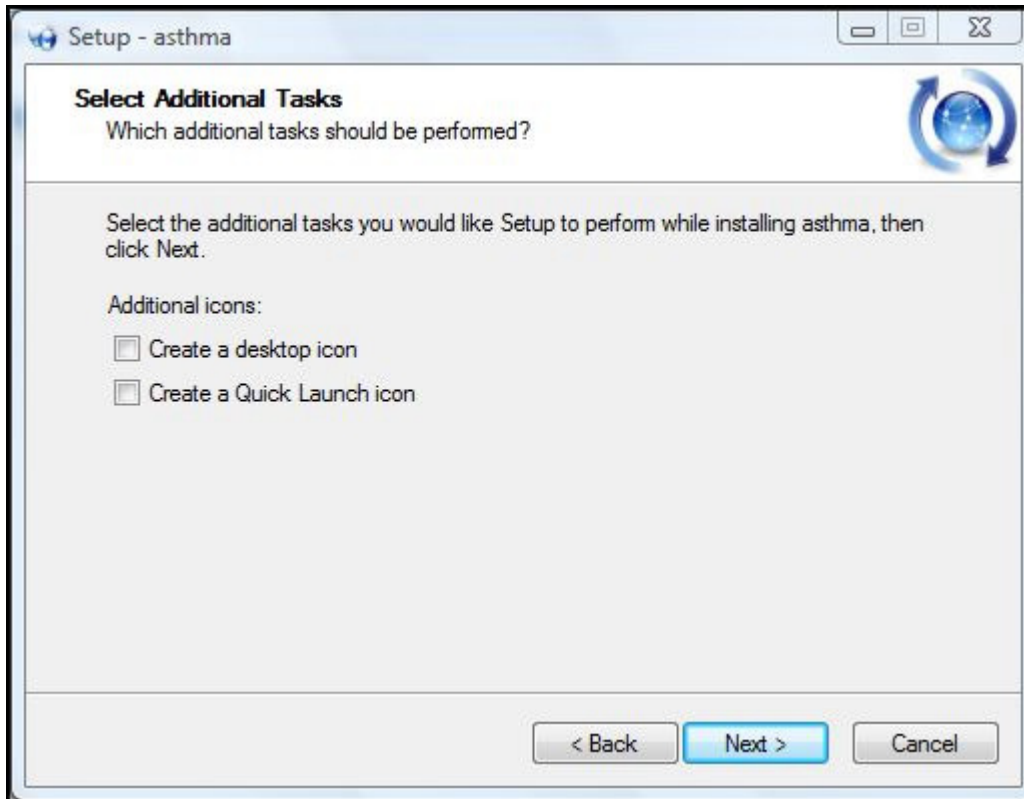 Setup - asthma
Select Additional Tasks
Which additional tasks should be performed?
Select the additional tasks you would like Setup to perform while installing asthma, then
click Next.
Additional icons:
Create a desktop icon
Create a Quick Launch icon
< Back
Next >
Cancel